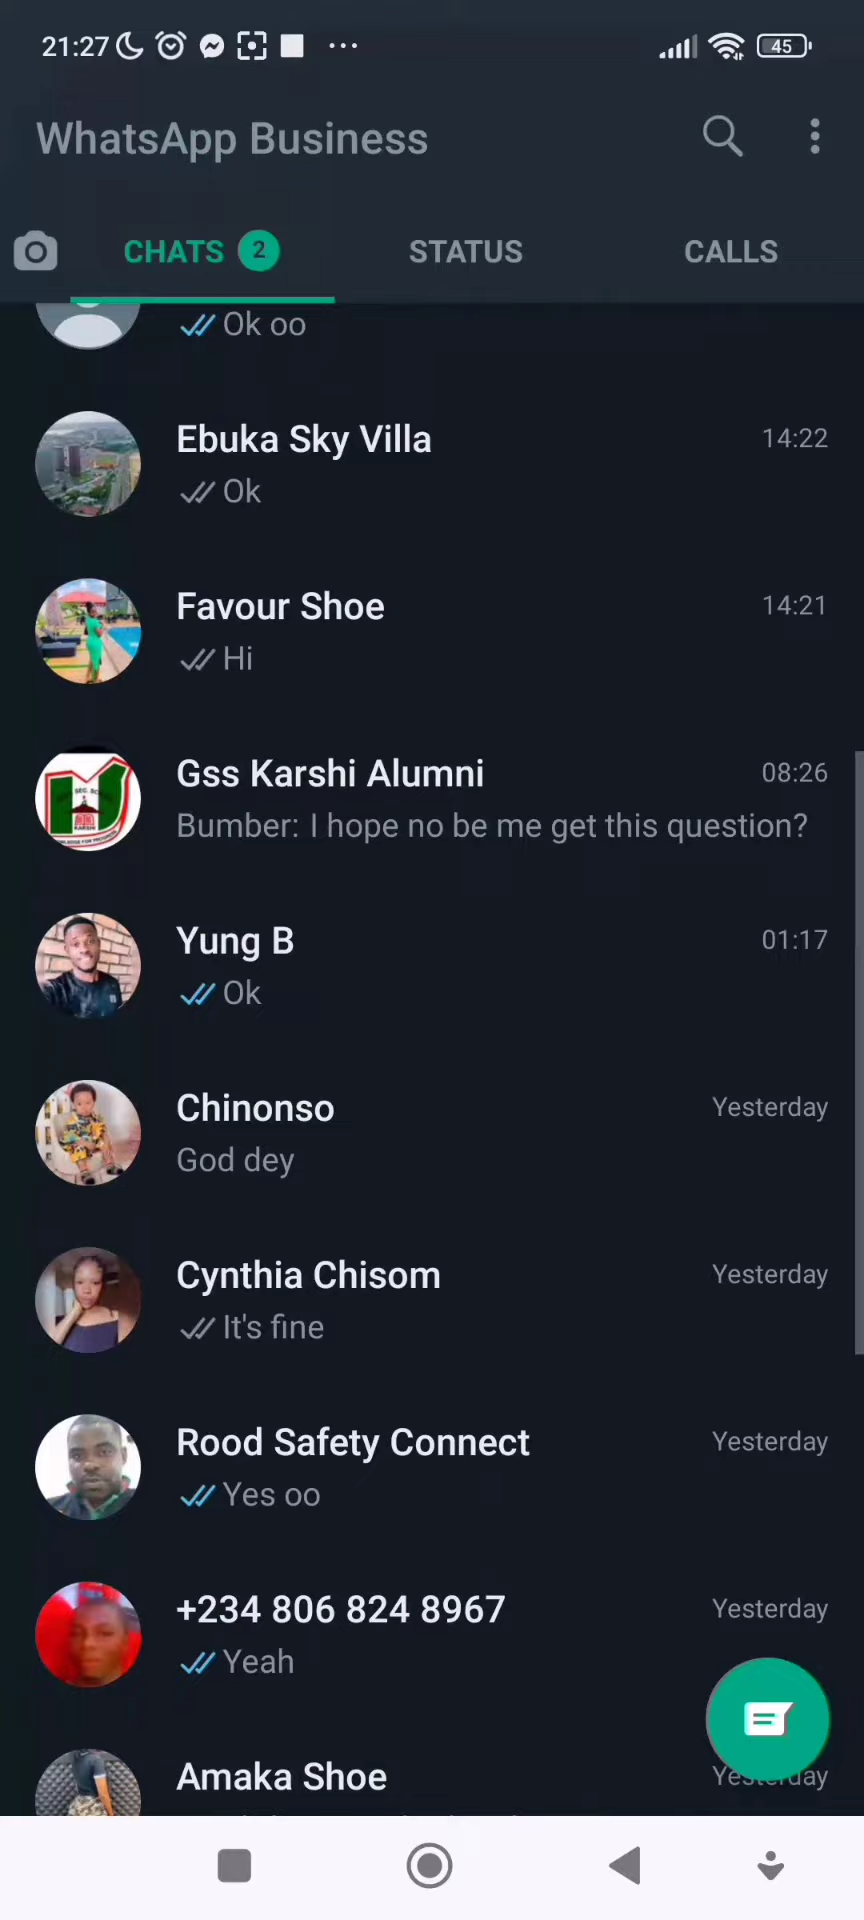 21:27 45
WhatsApp Business
CHATS 2 STATUS CALLS
Ok oo
Ebuka Sky Villa 14:22
Ok
Favour Shoe 14:21
Hi
Gss Karshi Alumni 08:26
Bumber: I hope no be me get this question?
Yung B 01:17
Ok
Chinonso Yesterday
God dey
Cynthia Chisom Yesterday
It's fine
Rood Safety Connect Yesterday
Yes oo
+234 806 824 8967 Yesterday
Yeah
Amaka Shoe Yesterday